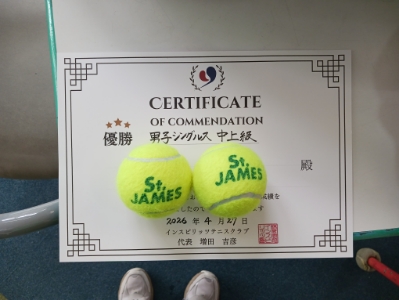 CERTIFICATE
OF COMMENDATION
優勝 男子シングルス 中上級
殿
St.
JAMES
St.
JAMES
2026 年 4 月 27 日
インスピリッツテニスクラブ
代表 増田 吉彦